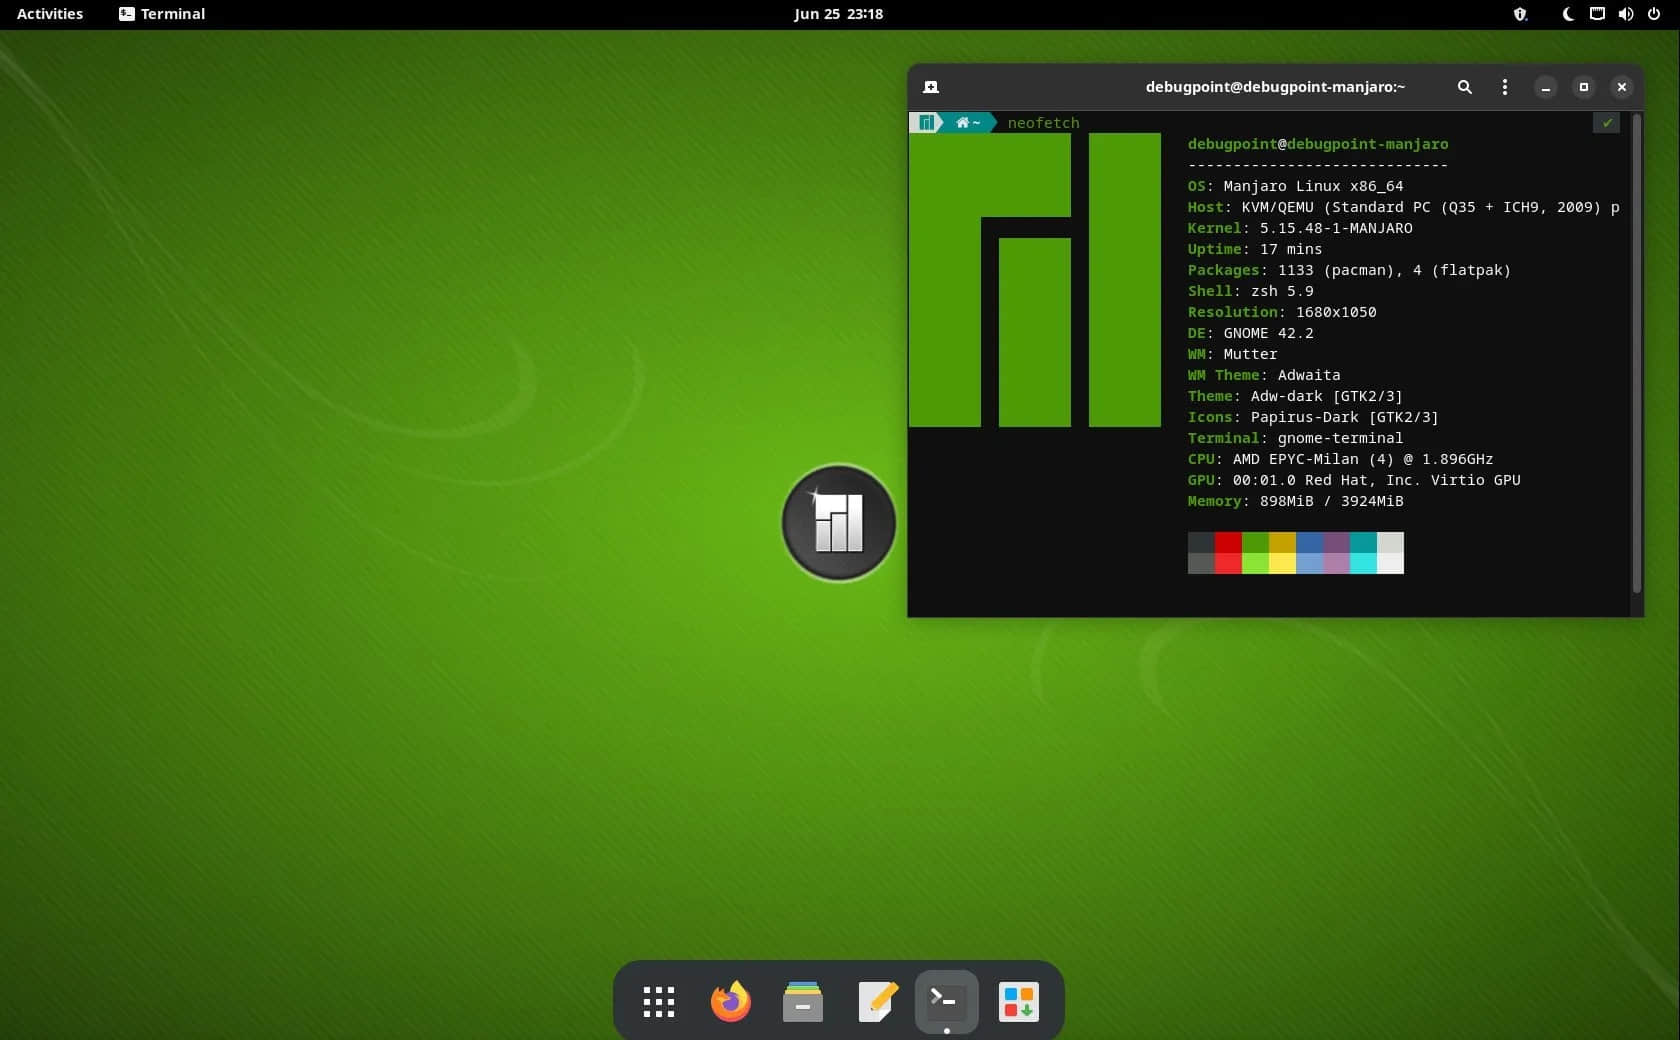 Activities Terminal Jun 25 23:18
debugpoint@debugpoint-manjaro:~
~ neofetch ✔
debugpoint@debugpoint-manjaro
-----------------------------
OS: Manjaro Linux x86_64
Host: KVM/QEMU (Standard PC (Q35 + ICH9, 2009) p
Kernel: 5.15.48-1-MANJARO
Uptime: 17 mins
Packages: 1133 (pacman), 4 (flatpak)
Shell: zsh 5.9
Resolution: 1680x1050
DE: GNOME 42.2
WM: Mutter
WM Theme: Adwaita
Theme: Adw-dark [GTK2/3]
Icons: Papirus-Dark [GTK2/3]
Terminal: gnome-terminal
CPU: AMD EPYC-Milan (4) @ 1.896GHz
GPU: 00:01.0 Red Hat, Inc. Virtio GPU
Memory: 898MiB / 3924MiB